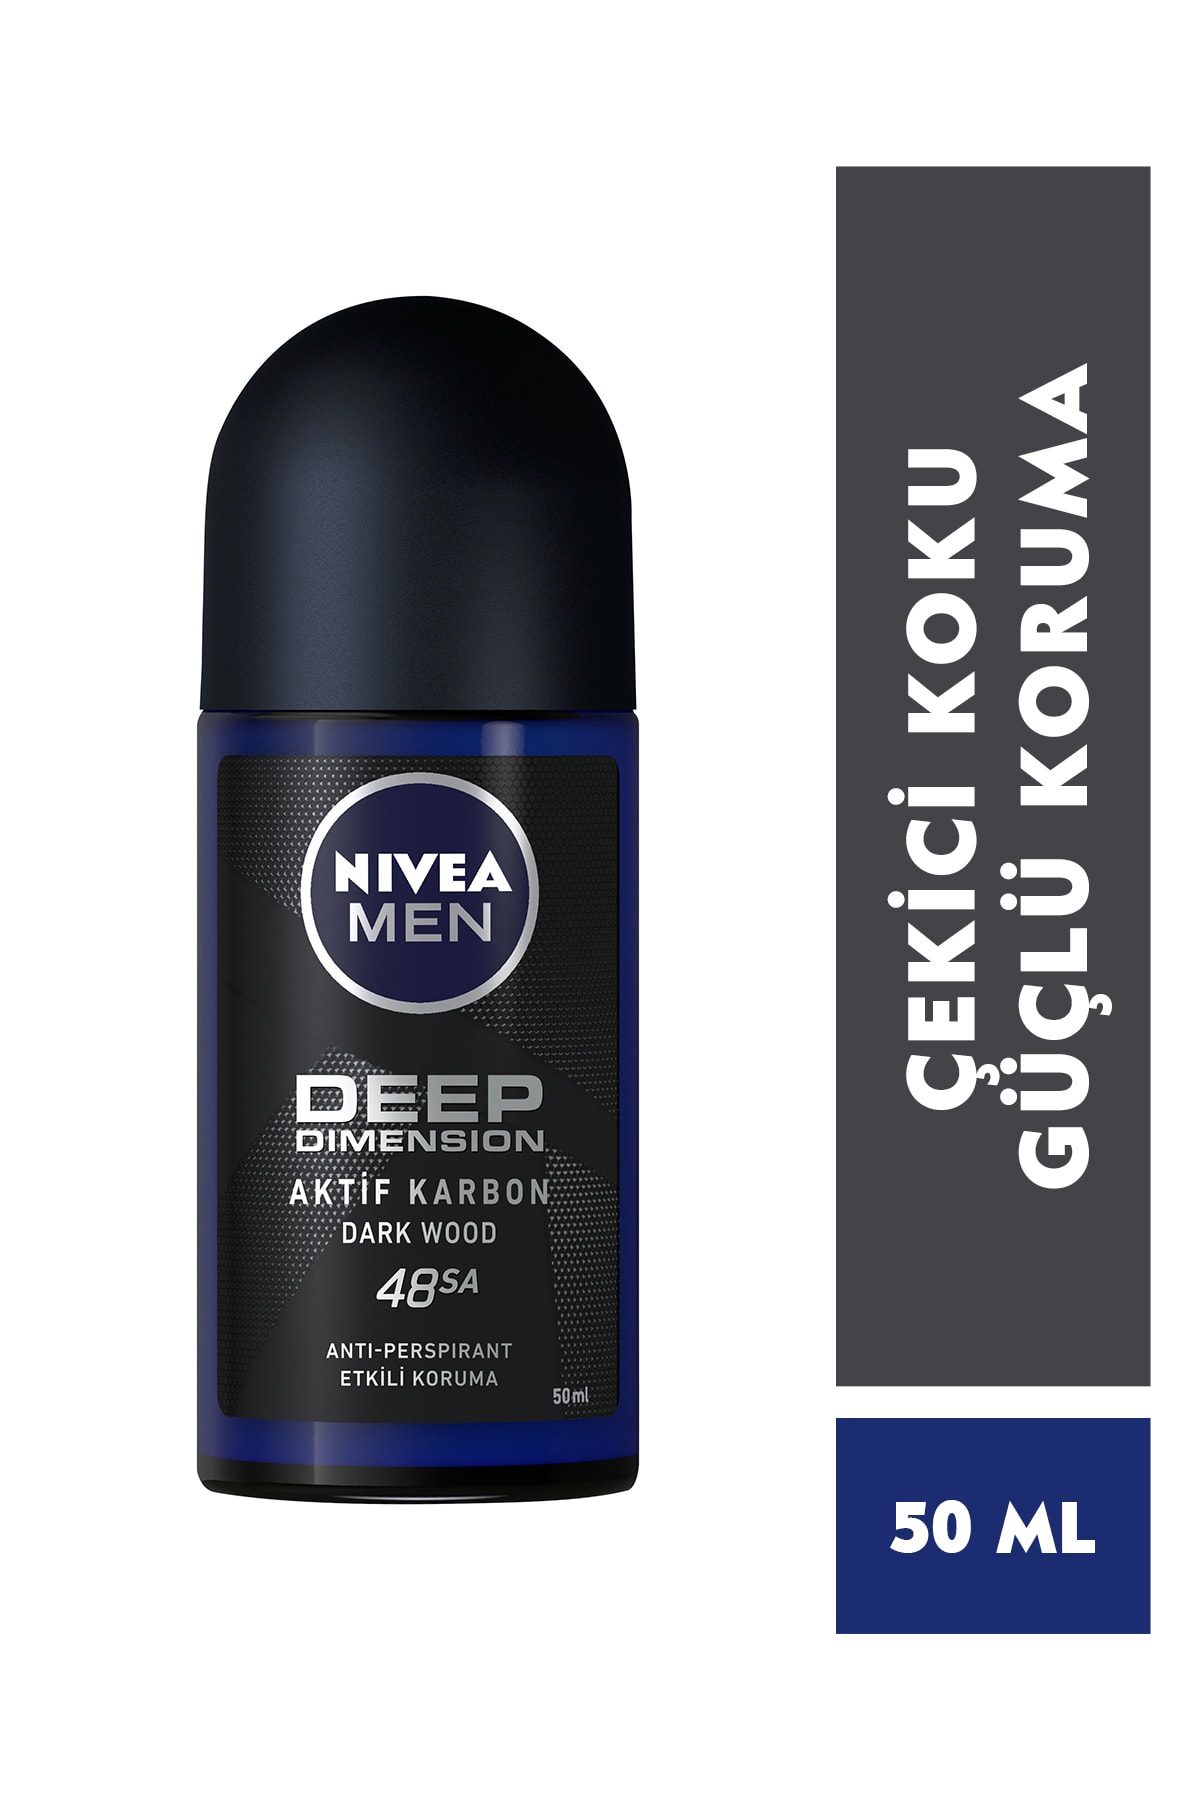 NIVEA
MEN
DEEP
DIMENSION
AKTİF KARBON
DARK WOOD
48SA
ANTI-PERSPIRANT
ETKİLİ KORUMA
50ml
ÇEKİCİ KOKU
GÜÇLÜ KORUMA
50 ML